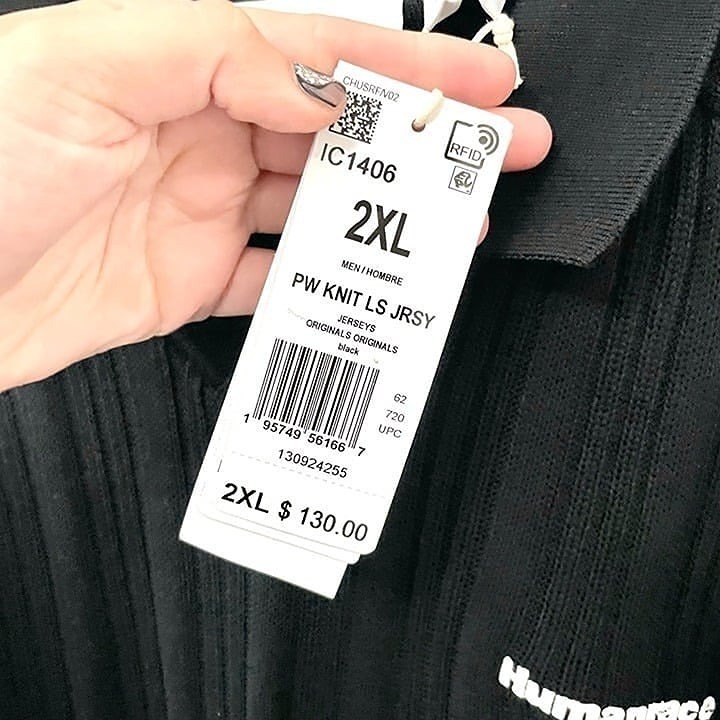 CHUSRF/V02
RFID
IC1406
2XL
MEN / HOMBRE
PW KNIT LS JRSY
JERSEYS
ORIGINALS ORIGINALS
black
62
720
UPC
1 95749 56166 7
130924255
2XL $ 130.00
Humanrace